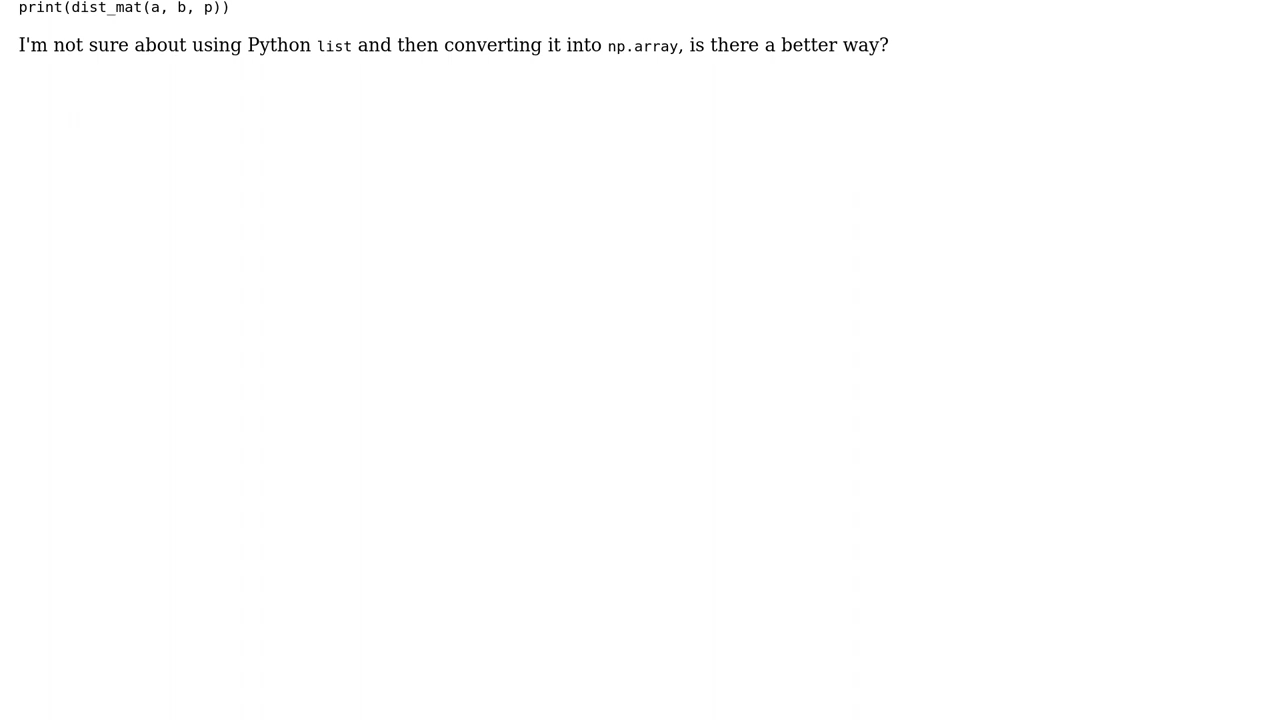 print(dist_mat(a, b, p))
I'm not sure about using Python list and then converting it into np.array, is there a better way?